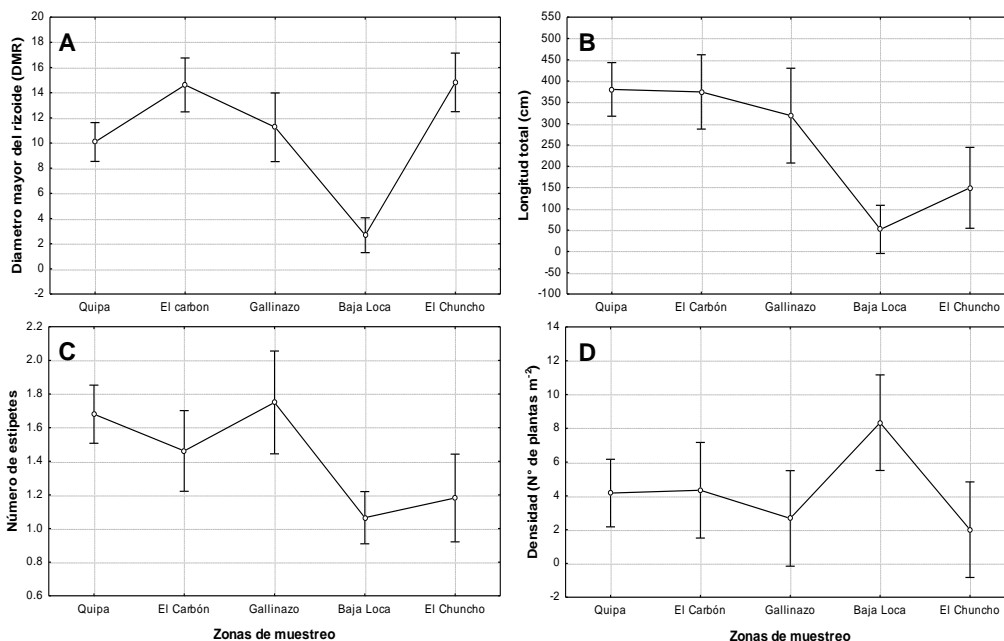 A
Diametro mayor del rizoide (DMR)
20
18
16
14
12
10
8
6
4
2
0
-2
Quipa
El carbon
Gallinazo
Baja Loca
El Chuncho
B
Longitud total (cm)
550
500
450
400
350
300
250
200
150
100
50
0
-50
-100
Quipa
El Carbón
Gallinazo
Baja Loca
El Chuncho
C
Número de estipetes
2.2
2.0
1.8
1.6
1.4
1.2
1.0
0.8
0.6
Quipa
El Carbón
Gallinazo
Baja Loca
El Chuncho
Zonas de muestreo
D
Densidad (N° de plantas m⁻²)
14
12
10
8
6
4
2
0
-2
Quipa
El Carbón
Gallinazo
Baja Loca
El Chuncho
Zonas de muestreo